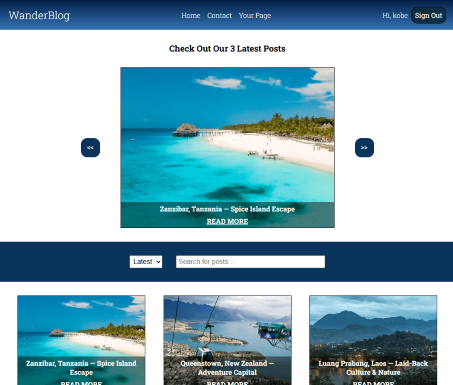 WanderBlog
Home Contact Your Page
Hi, kobe Sign Out
Check Out Our 3 Latest Posts
<< >>
Zanzibar, Tanzania — Spice Island Escape
READ MORE
Latest
Search for posts...
Zanzibar, Tanzania — Spice Island
Escape
READ MORE
Queenstown, New Zealand —
Adventure Capital
READ MORE
Luang Prabang, Laos — Laid-Back
Culture & Nature
READ MORE